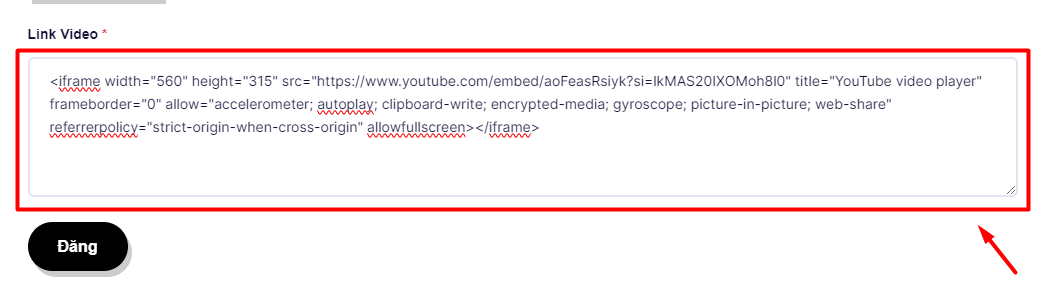 Link Video *
<iframe width="560" height="315" src="https://www.youtube.com/embed/aoFeasRsiyk?si=IkMAS20IXOMoh8I0" title="YouTube video player"
frameborder="0" allow="accelerometer; autoplay; clipboard-write; encrypted-media; gyroscope; picture-in-picture; web-share"
referrerpolicy="strict-origin-when-cross-origin" allowfullscreen></iframe>
Đăng